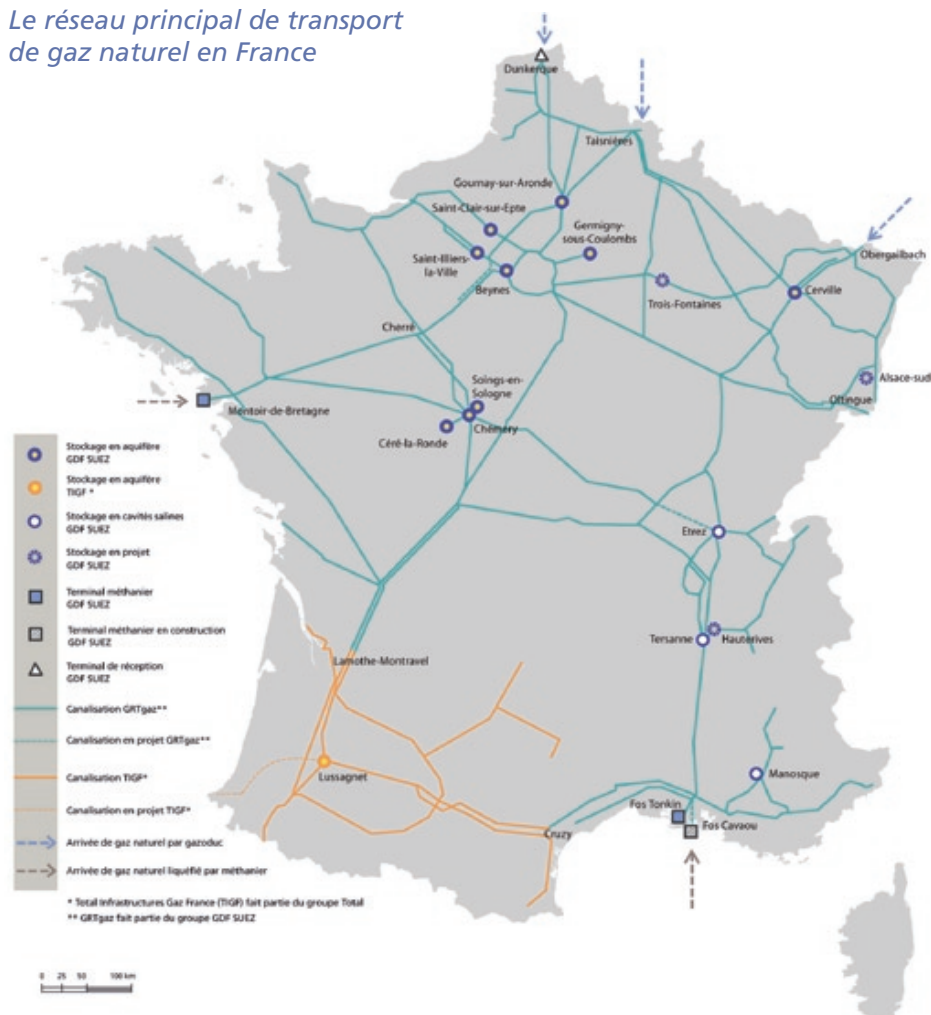 Le réseau principal de transport
de gaz naturel en France
Dunkerque
Taisnières
Gournay-sur-Aronde
Saint-Clair-sur-Epte
Germigny-
sous-Coulombs
Saint-Illiers-
la-Ville
Beynes
Obergailbach
Cerville
Trois-Fontaines
Cherré
Alsace-sud
Oltingue
Soings-en-
Sologne
Montoir-de-Bretagne
Céré-la-Ronde
Chémery
Etrez
Tersanne
Hauterives
Lamothe-Montravel
Lussagnet
Manosque
Fos Tonkin
Fos Cavaou
Cruzy
Stockage en aquifère
GDF SUEZ
Stockage en aquifère
TIGF *
Stockage en cavités salines
GDF SUEZ
Stockage en projet
GDF SUEZ
Terminal méthanier
GDF SUEZ
Terminal méthanier en construction
GDF SUEZ
Terminal de réception
GDF SUEZ
Canalisation GRTgaz**
Canalisation en projet GRTgaz**
Canalisation TIGF*
Canalisation en projet TIGF*
Arrivée de gaz naturel par gazoduc
Arrivée de gaz naturel liquéfié par méthanier
* Total Infrastructures Gaz France (TIGF) fait partie du groupe Total
** GRTgaz fait partie du groupe GDF SUEZ
0 25 50 100 km